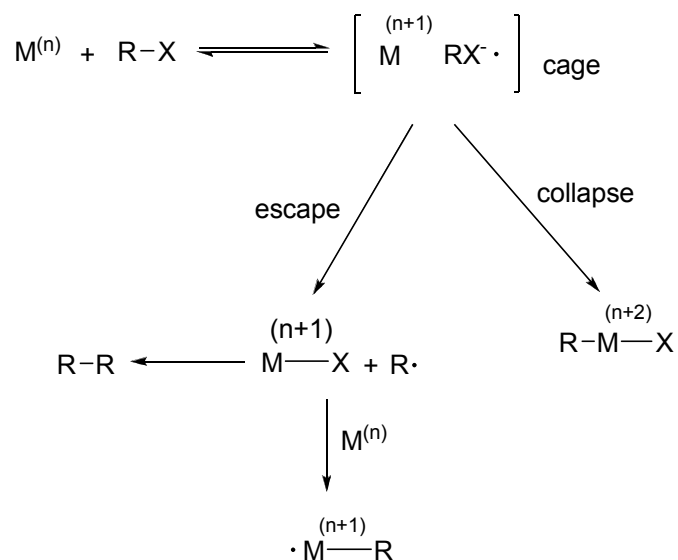 (n+1)
M(n) + R–X [ M RX- · ] cage
escape
collapse
(n+1)
(n+2)
R–R M—X + R·
R–M—X
M(n)
(n+1)
·M—R